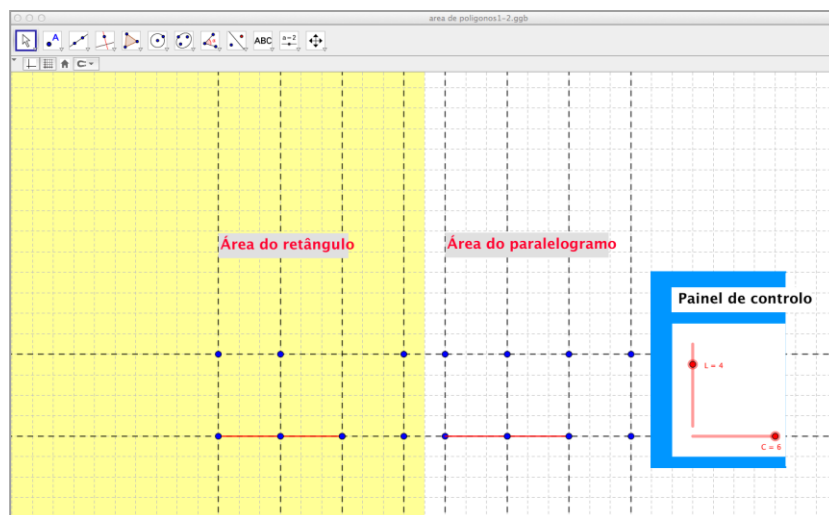 area de poligonos1-2.ggb
A
ABC
a=2
Área do retângulo
Área do paralelogramo
Painel de controlo
L = 4
C = 6